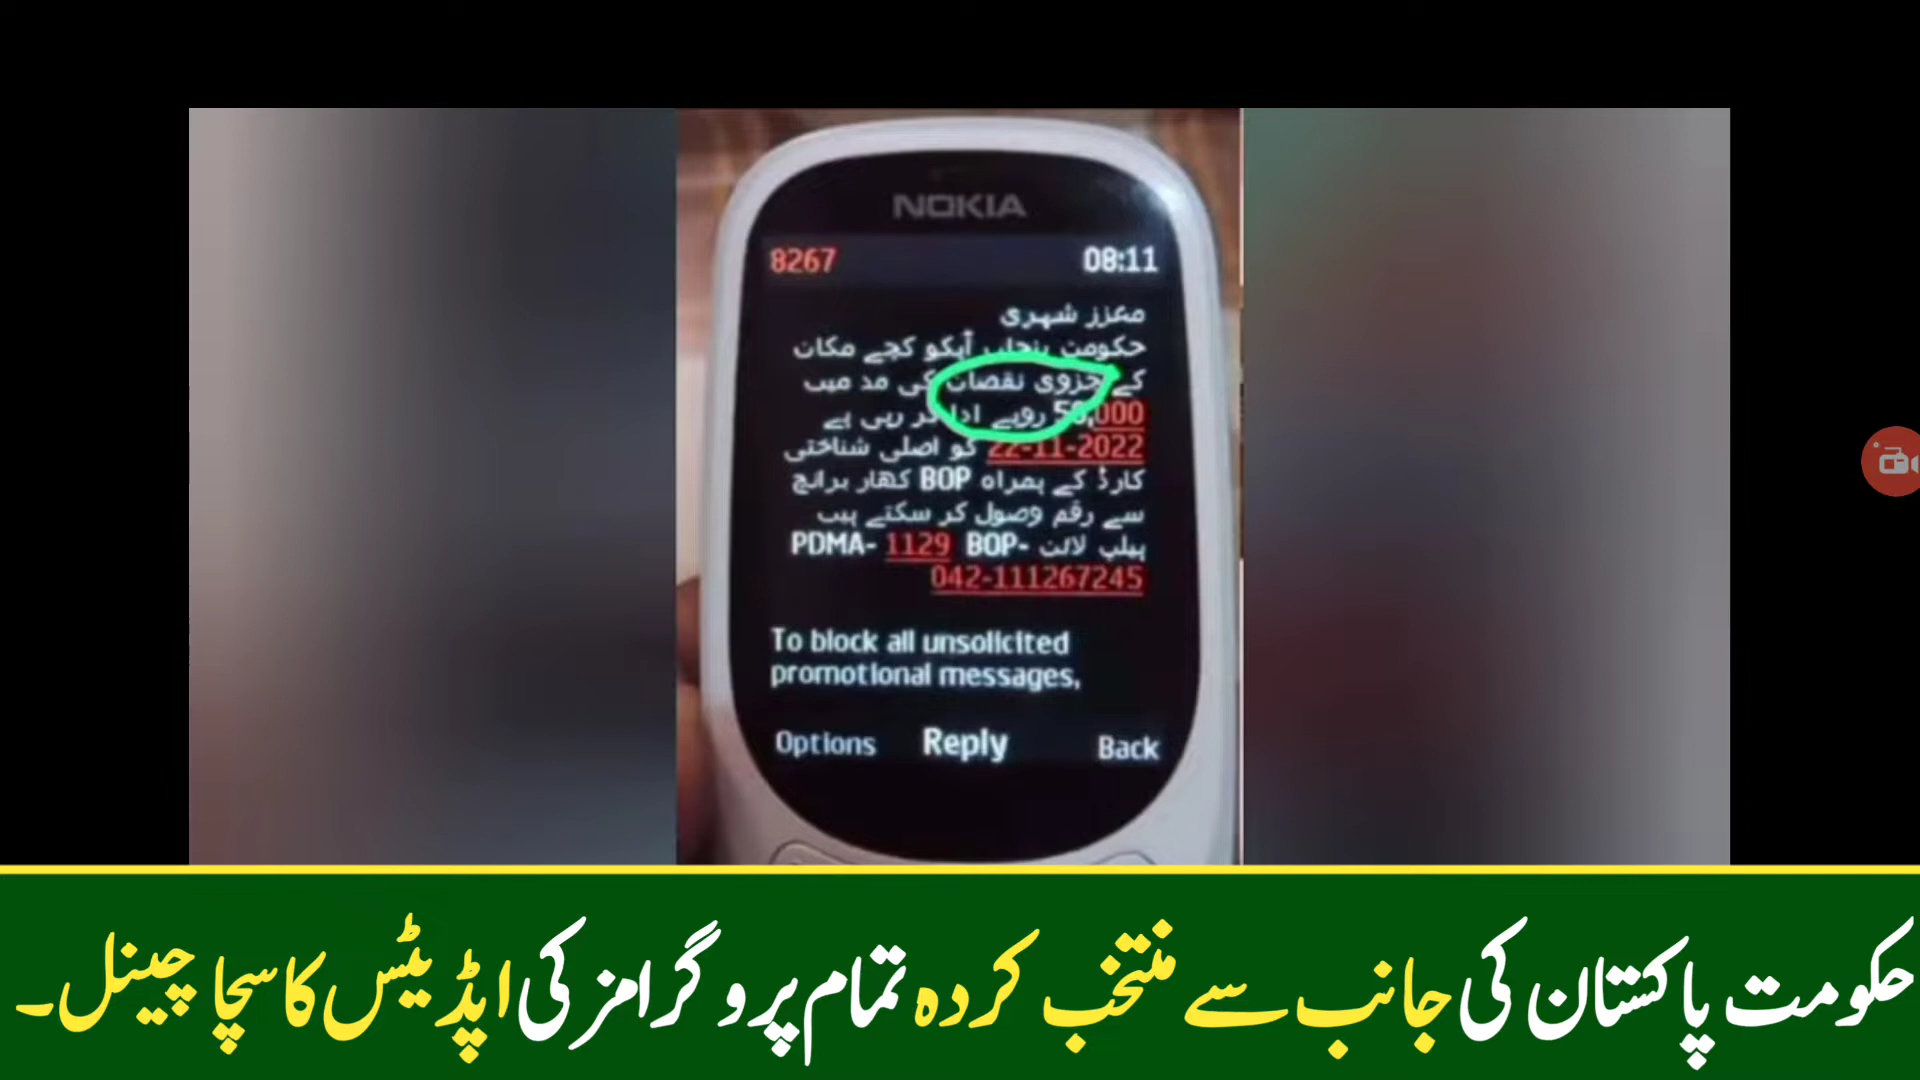 NOKIA
8267 08:11
معزز شہری
حکومت پنجاب آپکو کچے مکان
کے جزوی نقصان کی مد میں
50,000 روپے ادا کر رہی ہے
22-11-2022 کو اصلی شناختی
کارڈ کے ہمراہ BOP کھار برانچ
سے رقم وصول کر سکتے ہیں
ہیلپ لائن PDMA- 1129 BOP-
042-111267245
To block all unsolicited
promotional messages,
Options Reply Back
حکومت پاکستان کی جانب سے منتخب کردہ تمام پروگرامز کی اپڈیٹس کا سچا چینل۔